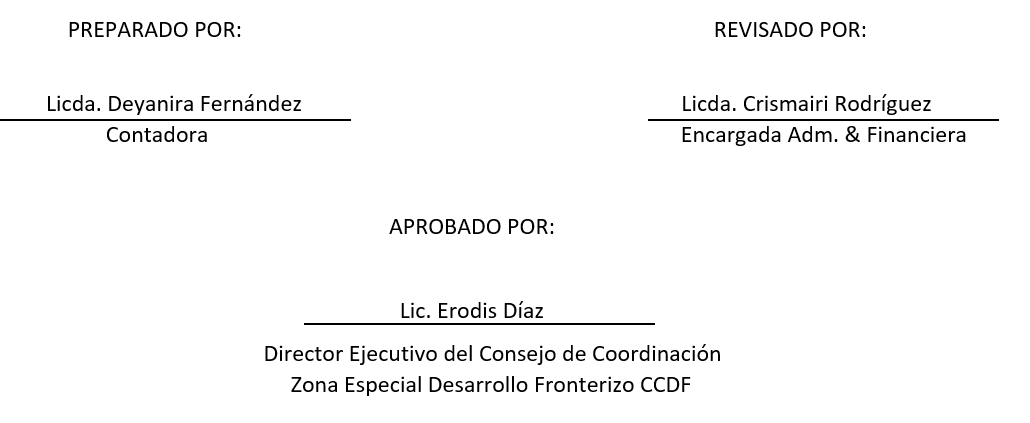 PREPARADO POR:
REVISADO POR:
Licda. Deyanira Fernández
Licda. Crismairi Rodríguez
Contadora
Encargada Adm. & Financiera
APROBADO POR:
Lic. Erodis Díaz
Director Ejecutivo del Consejo de Coordinación
Zona Especial Desarrollo Fronterizo CCDF